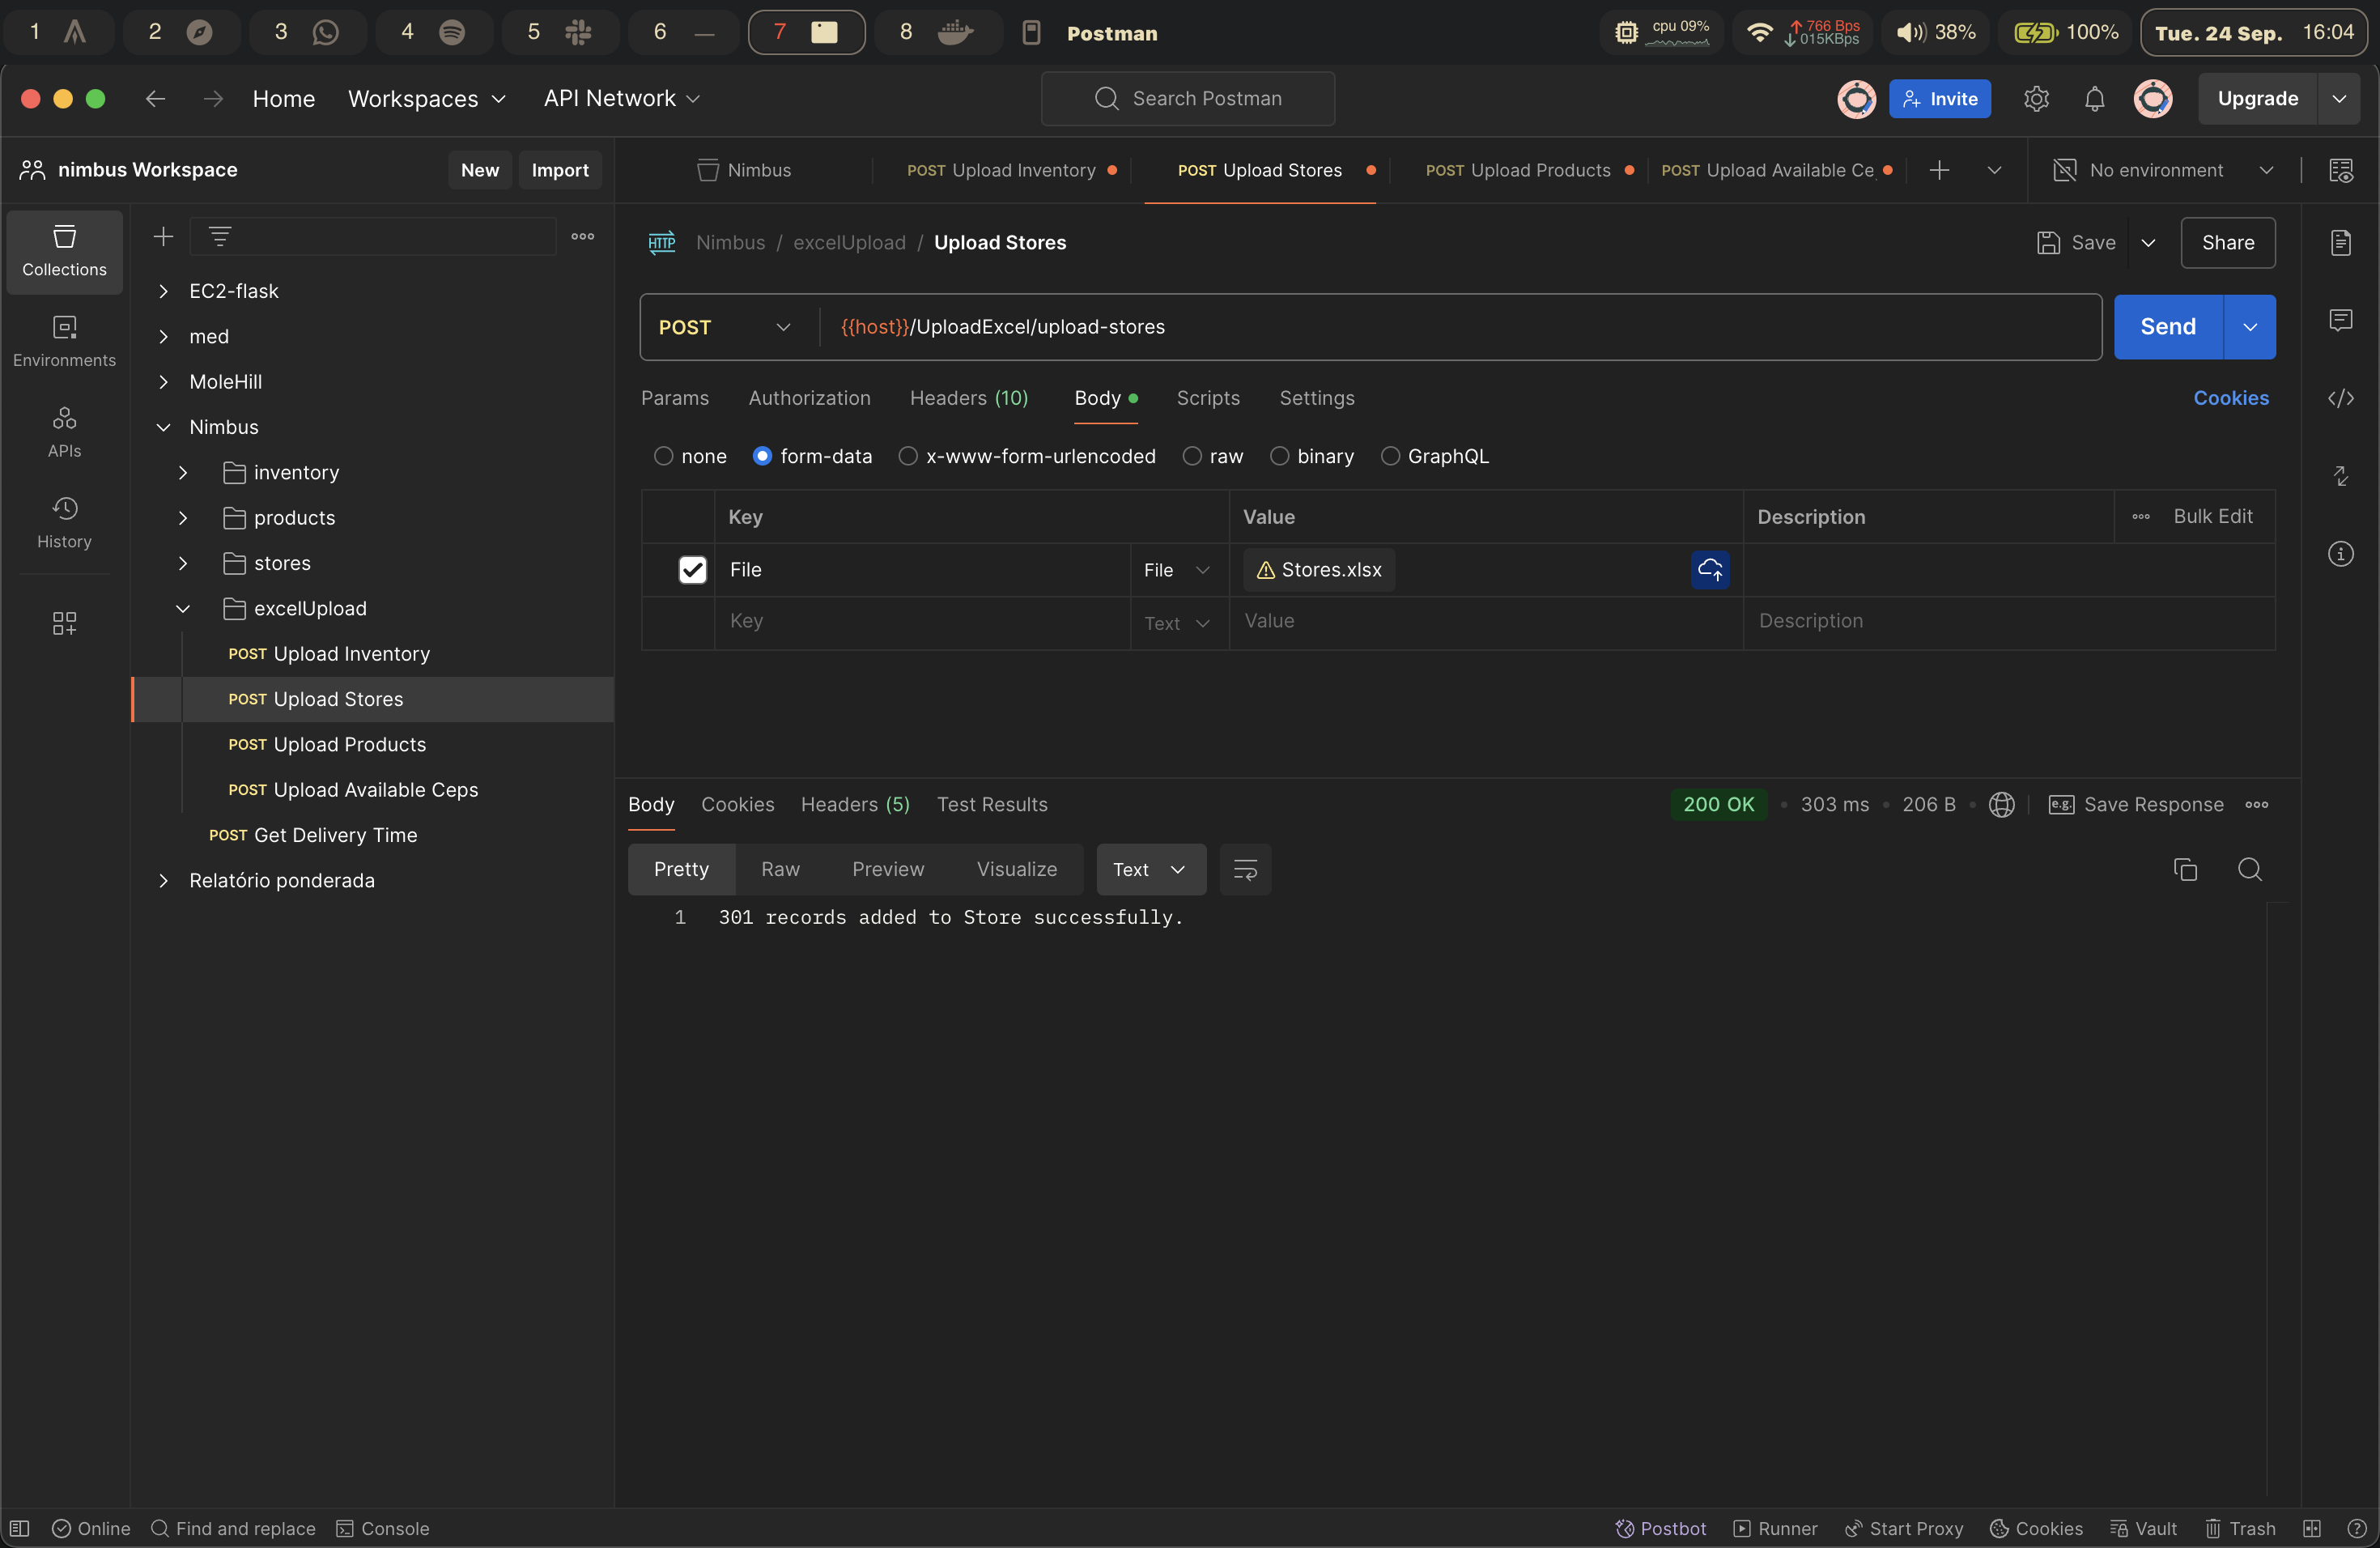 1 2 3 4 5 6 — 7 8 Postman cpu 09% 766 Bps 015KBps 38% 100% Tue. 24 Sep. 16:04
Home Workspaces API Network Search Postman Invite Upgrade
nimbus Workspace New Import Nimbus POST Upload Inventory POST Upload Stores POST Upload Products POST Upload Available Ce No environment
Collections
Environments
APIs
History
EC2-flask
med
MoleHill
Nimbus
inventory
products
stores
excelUpload
POST Upload Inventory
POST Upload Stores
POST Upload Products
POST Upload Available Ceps
POST Get Delivery Time
Relatório ponderada
HTTP Nimbus / excelUpload / Upload Stores Save Share
POST {{host}}/UploadExcel/upload-stores Send
Params Authorization Headers (10) Body Scripts Settings Cookies
none form-data x-www-form-urlencoded raw binary GraphQL
Key Value Description Bulk Edit
File File Stores.xlsx
Key Text Value Description
Body Cookies Headers (5) Test Results 200 OK 303 ms 206 B e.g. Save Response
Pretty Raw Preview Visualize Text
1 301 records added to Store successfully.
Online Find and replace Console Postbot Runner Start Proxy Cookies Vault Trash